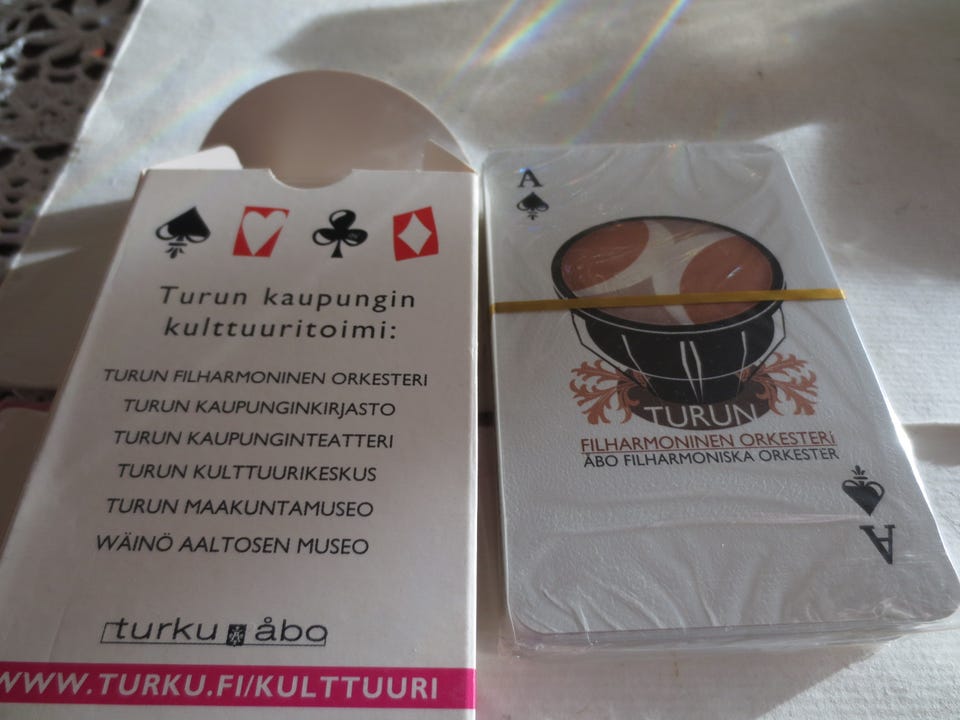 Turun kaupungin
kulttuuritoimi:
TURUN FILHARMONINEN ORKESTERI
TURUN KAUPUNGINKIRJASTO
TURUN KAUPUNGINTEATTERI
TURUN KULTTUURIKESKUS
TURUN MAAKUNTAMUSEO
WÄINÖ AALTOSEN MUSEO
turku åbo
WWW.TURKU.FI/KULTTUURI
A
TURUN
FILHARMONINEN ORKESTERI
ÅBO FILHARMONISKA ORKESTER
A